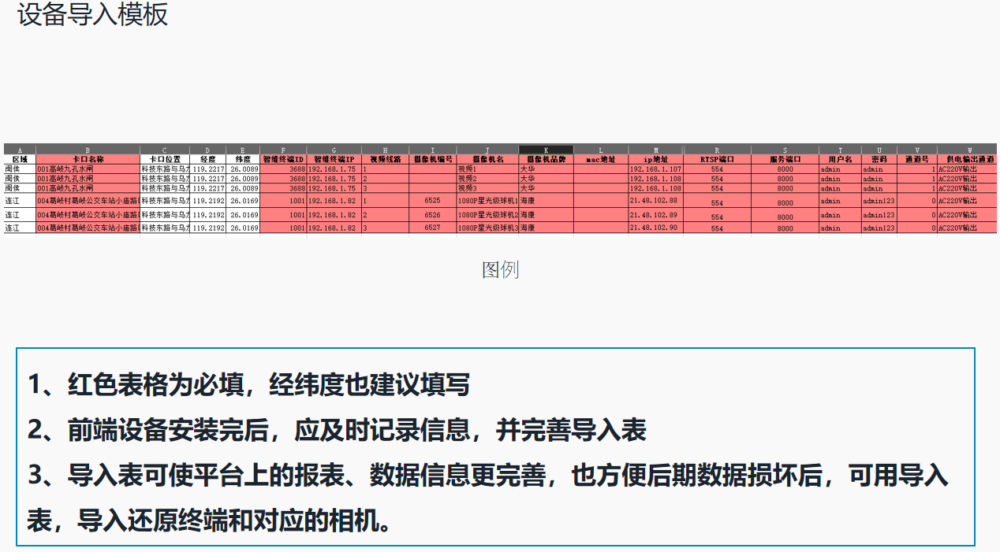 设备导入模板
A B C D E F G H I J K L M R S T U V W
区域 卡口名称 卡口位置 经度 纬度 智维终端ID 智维终端IP 视频线路 摄像机编号 摄像机名 摄像机品牌 mac地址 ip地址 RTSP端口 服务端口 用户名 密码 通道号 供电输出通道
闽侯 001高岐九孔水闸 科技东路与乌 119.2217 26.0089 3688 192.168.1.75 1 视频1 大华 192.168.1.107 554 8000 admin admin 1 AC220V输出
闽侯 001高岐九孔水闸 科技东路与乌 119.2217 26.0089 3688 192.168.1.75 2 视频2 大华 192.168.1.108 554 8000 admin admin 1 AC220V输出
闽侯 001高岐九孔水闸 科技东路与乌 119.2217 26.0089 3688 192.168.1.75 3 视频3 大华 192.168.1.108 554 8000 admin admin 1 AC220V输出
连江 004葛岐村葛岐公交车站小庙路 科技东路与乌 119.2192 26.0169 1001 192.168.1.82 1 6525 1080P星光级球机1 海康 21.48.102.88 554 8000 admin admin123 0 AC220V输出
连江 004葛岐村葛岐公交车站小庙路 科技东路与乌 119.2192 26.0169 1001 192.168.1.82 2 6526 1080P星光级球机2 海康 21.48.102.89 554 8000 admin admin123 0 AC220V输出
连江 004葛岐村葛岐公交车站小庙路 科技东路与乌 119.2192 26.0169 1001 192.168.1.82 3 6527 1080P星光级球机3 海康 21.48.102.90 554 8000 admin admin123 0 AC220V输出
图例
1、红色表格为必填，经纬度也建议填写
2、前端设备安装完后，应及时记录信息，并完善导入表
3、导入表可使平台上的报表、数据信息更完善，也方便后期数据损坏后，可用导入
表，导入还原终端和对应的相机。